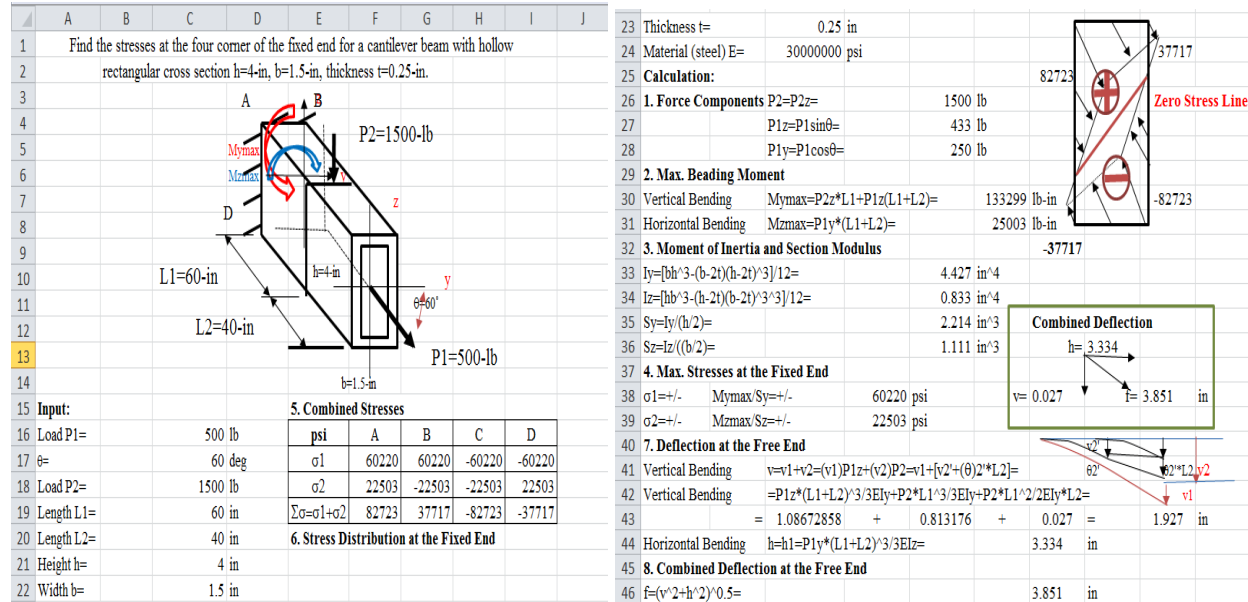 A B C D E F G H I J
1 Find the stresses at the four corner of the fixed end for a cantilever beam with hollow
2 rectangular cross section h=4-in, b=1.5-in, thickness t=0.25-in.
3
A B
4
P2=1500-lb
5
Mymax
6 Mzmax v
7 z
D
8
9
L1=60-in h=4-in y
10
11 θ=60'
12 L2=40-in
13 P1=500-lb
14 b=1.5-in
15 Input: 5. Combined Stresses
16 Load P1= 500 lb psi A B C D
17 θ= 60 deg σ1 60220 60220 -60220 -60220
18 Load P2= 1500 lb σ2 22503 -22503 -22503 22503
19 Length L1= 60 in Σσ=σ1+σ2 82723 37717 -82723 -37717
20 Length L2= 40 in 6. Stress Distribution at the Fixed End
21 Height h= 4 in
22 Width b= 1.5 in
23 Thickness t= 0.25 in
24 Material (steel) E= 30000000 psi 37717
25 Calculation: 82723
26 1. Force Components P2=P2z= 1500 lb Zero Stress Line
27 P1z=P1sinθ= 433 lb
28 P1y=P1cosθ= 250 lb
29 2. Max. Beading Moment
30 Vertical Bending Mymax=P2z*L1+P1z(L1+L2)= 133299 lb-in -82723
31 Horizontal Bending Mzmax=P1y*(L1+L2)= 25003 lb-in
32 3. Moment of Inertia and Section Modulus -37717
33 Iy=[bh^3-(b-2t)(h-2t)^3]/12= 4.427 in^4
34 Iz=[hb^3-(h-2t)(b-2t)^3^3]/12= 0.833 in^4
35 Sy=Iy/(h/2)= 2.214 in^3 Combined Deflection
36 Sz=Iz/((b/2)= 1.111 in^3 h= 3.334
37 4. Max. Stresses at the Fixed End
38 σ1=+/- Mymax/Sy=+/- 60220 psi v= 0.027 f= 3.851 in
39 σ2=+/- Mzmax/Sz=+/- 22503 psi
40 7. Deflection at the Free End v2'
41 Vertical Bending v=v1+v2=(v1)P1z+(v2)P2=v1+[v2'+(θ)2'*L2]= θ2' θ2'*L2 v2
42 Vertical Bending =P1z*(L1+L2)^3/3EIy+P2*L1^3/3EIy+P2*L1^2/2EIy*L2= v1
43 = 1.08672858 + 0.813176 + 0.027 = 1.927 in
44 Horizontal Bending h=h1=P1y*(L1+L2)^3/3EIz= 3.334 in
45 8. Combined Deflection at the Free End
46 f=(v^2+h^2)^0.5= 3.851 in